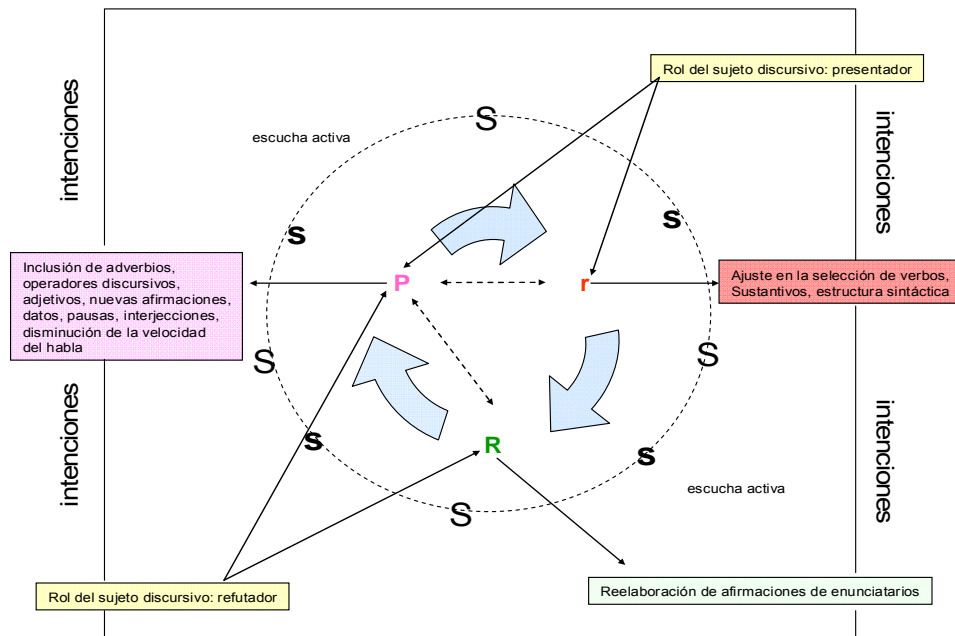 Rol del sujeto discursivo: presentador
intenciones
intenciones
S
escucha activa
s
s
Inclusión de adverbios,
operadores discursivos,
adjetivos, nuevas afirmaciones,
datos, pausas, interjecciones,
disminución de la velocidad
del habla
P
r
Ajuste en la selección de verbos,
Sustantivos, estructura sintáctica
S
S
intenciones
intenciones
s
R
s
escucha activa
S
Rol del sujeto discursivo: refutador
Reelaboración de afirmaciones de enunciatarios